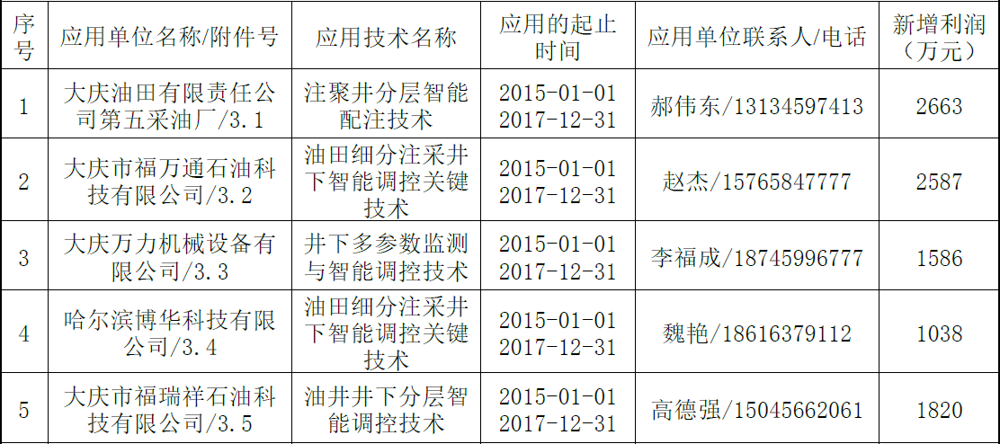 序号
应用单位名称/附件号
应用技术名称
应用的起止
时间
应用单位联系人/电话
新增利润
(万元)
1
大庆油田有限责任公
司第五采油厂/3.1
注聚井分层智能
配注技术
2015-01-01
2017-12-31
郝伟东/13134597413
2663
2
大庆市福万通石油科
技有限公司/3.2
油田细分注采井
下智能调控关键
技术
2015-01-01
2017-12-31
赵杰/15765847777
2587
3
大庆万力机械设备有
限公司/3.3
井下多参数监测
与智能调控技术
2015-01-01
2017-12-31
李福成/18745996777
1586
4
哈尔滨博华科技有限
公司/3.4
油田细分注采井
下智能调控关键
技术
2015-01-01
2017-12-31
魏艳/18616379112
1038
5
大庆市福瑞祥石油科
技有限公司/3.5
油井井下分层智
能调控技术
2015-01-01
2017-12-31
高德强/15045662061
1820